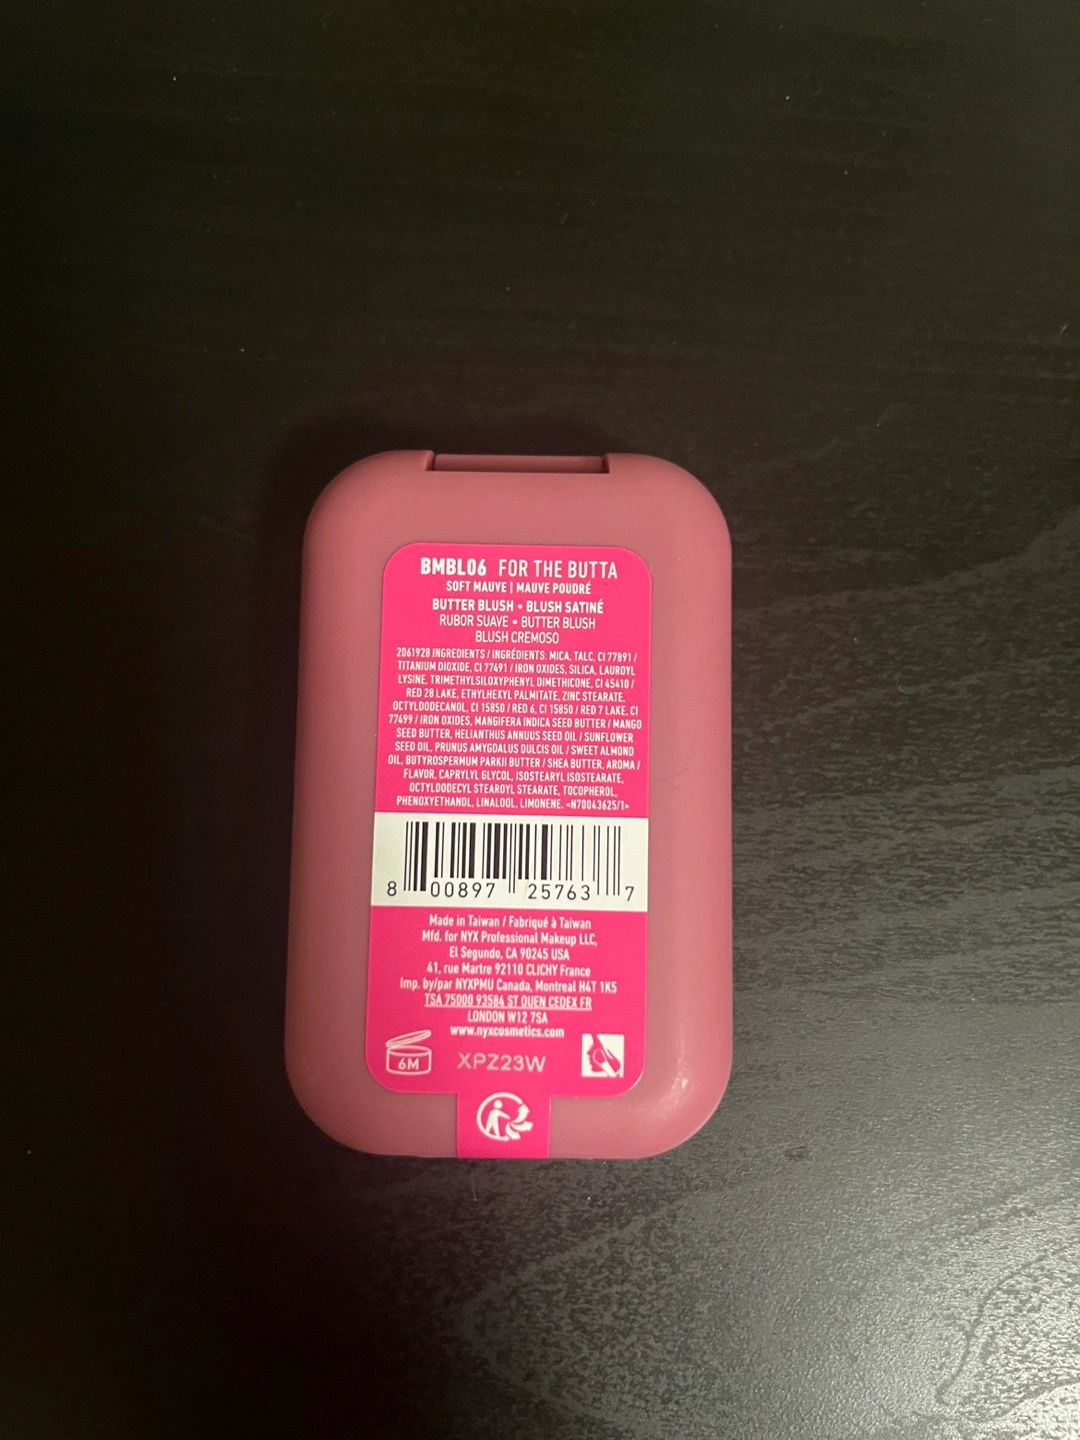 BMBL06 FOR THE BUTTA
SOFT MAUVE | MAUVE POUDRÉ
BUTTER BLUSH • BLUSH SATINÉ
RUBOR SUAVE • BUTTER BLUSH
BLUSH CREMOSO
2061928 INGREDIENTS / INGRÉDIENTS: MICA, TALC, CI 77891 /
TITANIUM DIOXIDE, CI 77491 / IRON OXIDES, SILICA, LAUROYL
LYSINE, TRIMETHYLSILOXYPHENYL DIMETHICONE, CI 45410 /
RED 28 LAKE, ETHYLHEXYL PALMITATE, ZINC STEARATE,
OCTYLDODECANOL, CI 15850 / RED 6, CI 15850 / RED 7 LAKE, CI
77499 / IRON OXIDES, MANGIFERA INDICA SEED BUTTER / MANGO
SEED BUTTER, HELIANTHUS ANNUUS SEED OIL / SUNFLOWER
SEED OIL, PRUNUS AMYGDALUS DULCIS OIL / SWEET ALMOND
OIL, BUTYROSPERMUM PARKII BUTTER / SHEA BUTTER, AROMA /
FLAVOR, CAPRYLYL GLYCOL, ISOSTEARYL ISOSTEARATE,
OCTYLDODECYL STEAROYL STEARATE, TOCOPHEROL,
PHENOXYETHANOL, LINALOOL, LIMONENE. <N70043625/1>
8 00897 25763 7
Made in Taiwan / Fabriqué à Taiwan
Mfd. for NYX Professional Makeup LLC,
El Segundo, CA 90245 USA
41, rue Martre 92110 CLICHY France
Imp. by/par NYXPMU Canada, Montreal H4T 1K5
TSA 75000 93584 ST OUEN CEDEX FR
LONDON W12 7SA
www.nyxcosmetics.com
6M XPZ23W